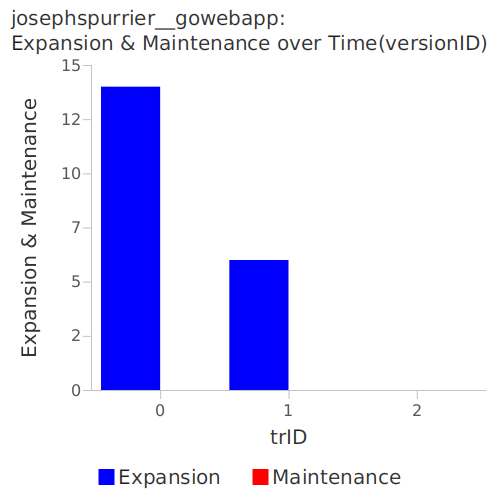 josephspurrier__gowebapp:
Expansion & Maintenance over Time(versionID)
Expansion & Maintenance
15
12
10
7
5
2
0
0 1 2
trID
Expansion Maintenance